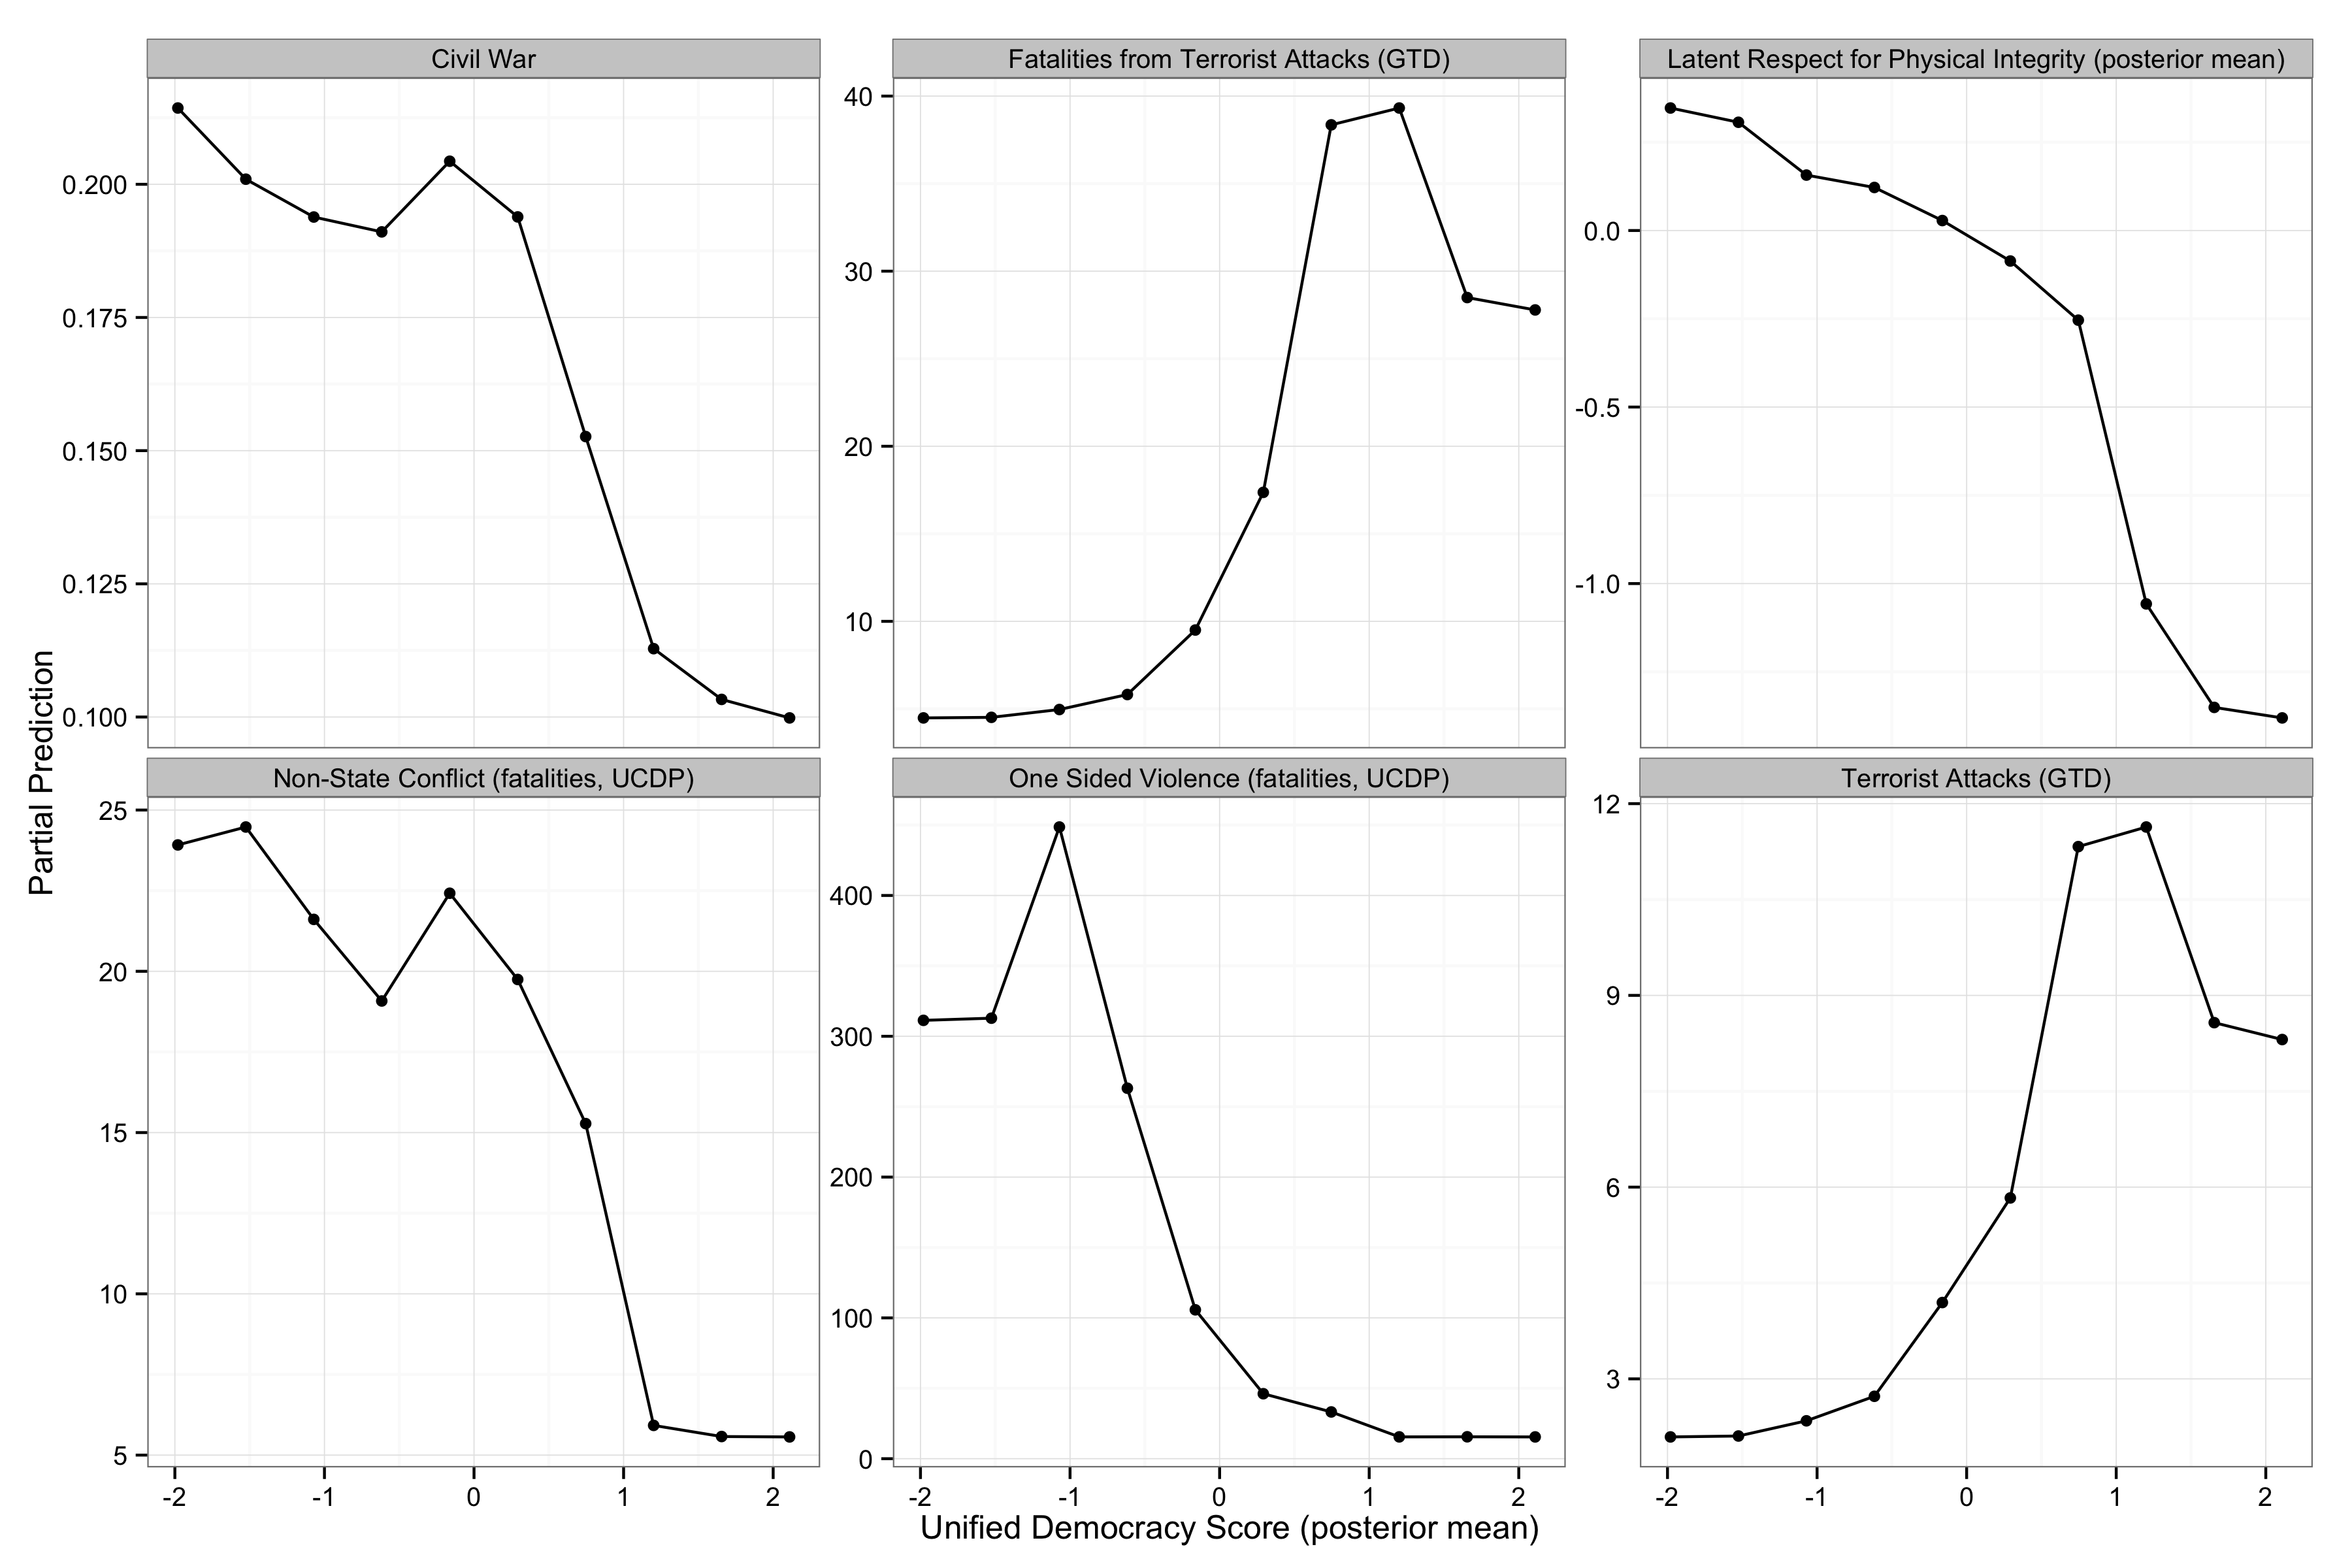 Civil War
Fatalities from Terrorist Attacks (GTD)
Latent Respect for Physical Integrity (posterior mean)
0.200
0.175
0.150
0.125
0.100
40
30
20
10
0.0
-0.5
-1.0
Partial Prediction
Non-State Conflict (fatalities, UCDP)
One Sided Violence (fatalities, UCDP)
Terrorist Attacks (GTD)
25
20
15
10
5
400
300
200
100
0
12
9
6
3
-2 -1 0 1 2
-2 -1 0 1 2
-2 -1 0 1 2
Unified Democracy Score (posterior mean)